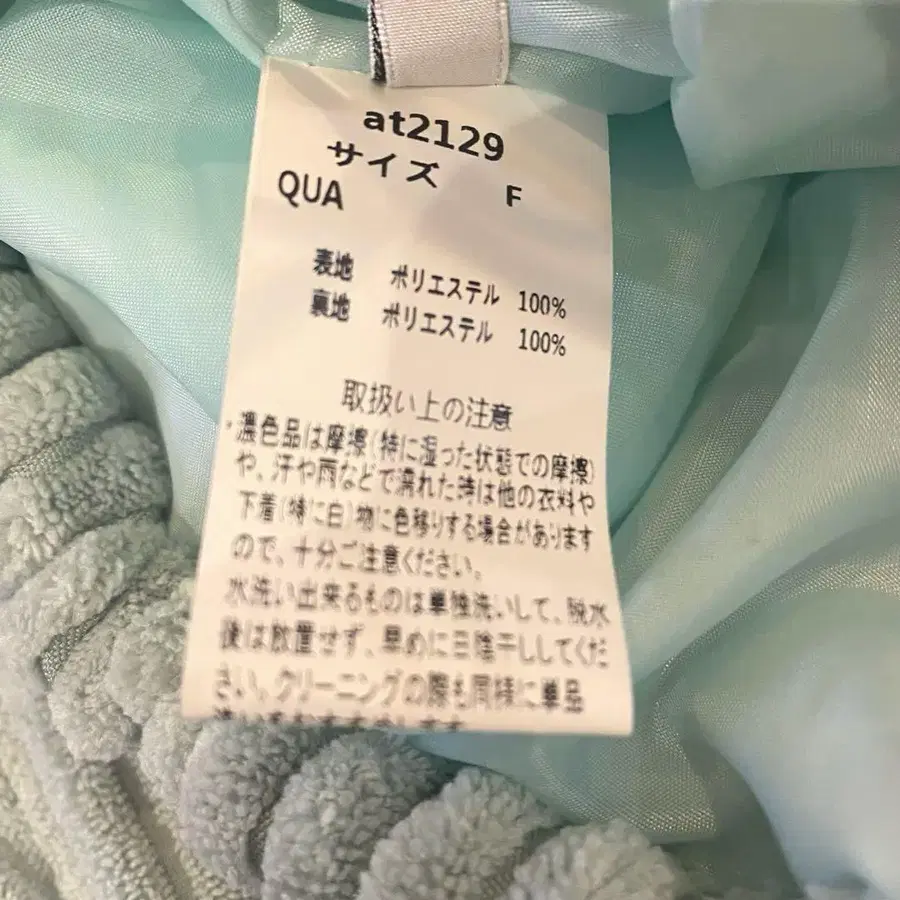 at2129
サイズ
QUA F
表地 ポリエステル 100%
裏地 ポリエステル 100%
取扱い上の注意
・濃色品は摩擦(特に湿った状態での摩擦)
や、汗や雨などで濡れた時は他の衣料や
下着(特に白)物に色移りする場合があります
ので、十分ご注意ください。
水洗い出来るものは単独洗いして、脱水
後は放置せず、早めに日陰干ししてくだ
さい。クリーニングの際も同様に単品